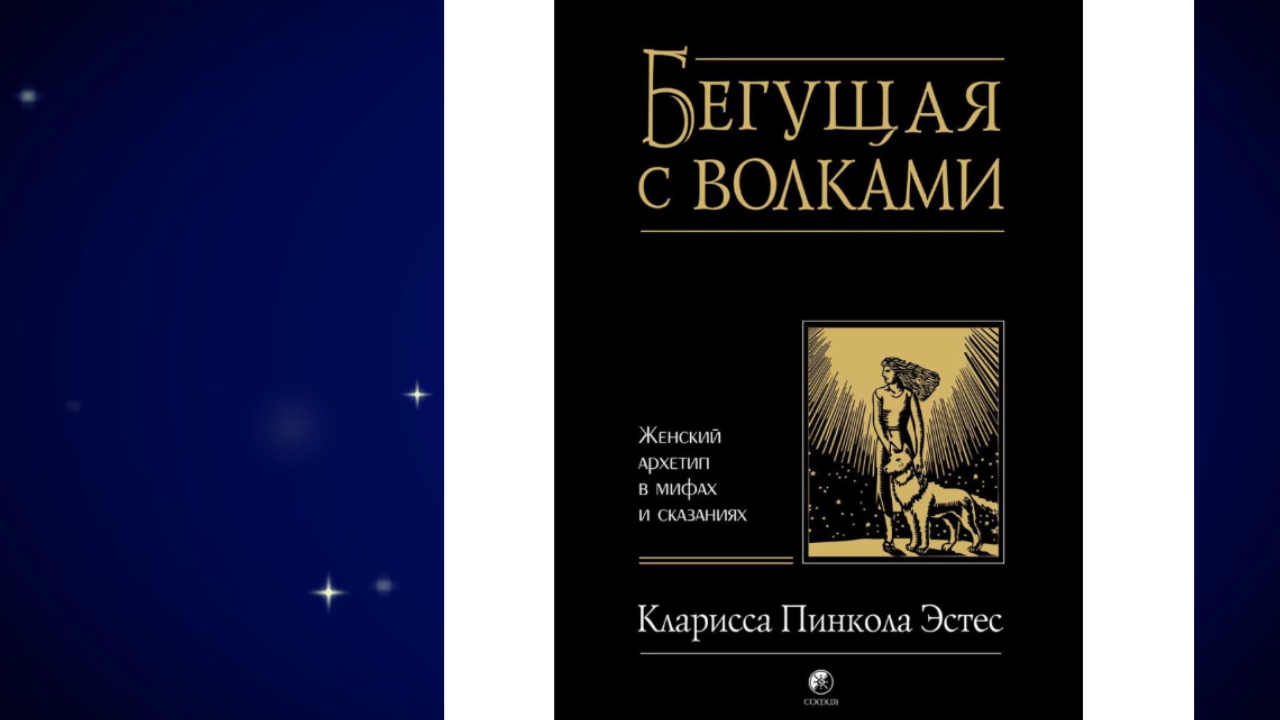 Бегущая
с волками
Женский
архетип
в мифах
и сказаниях
Кларисса Пинкола Эстес
София